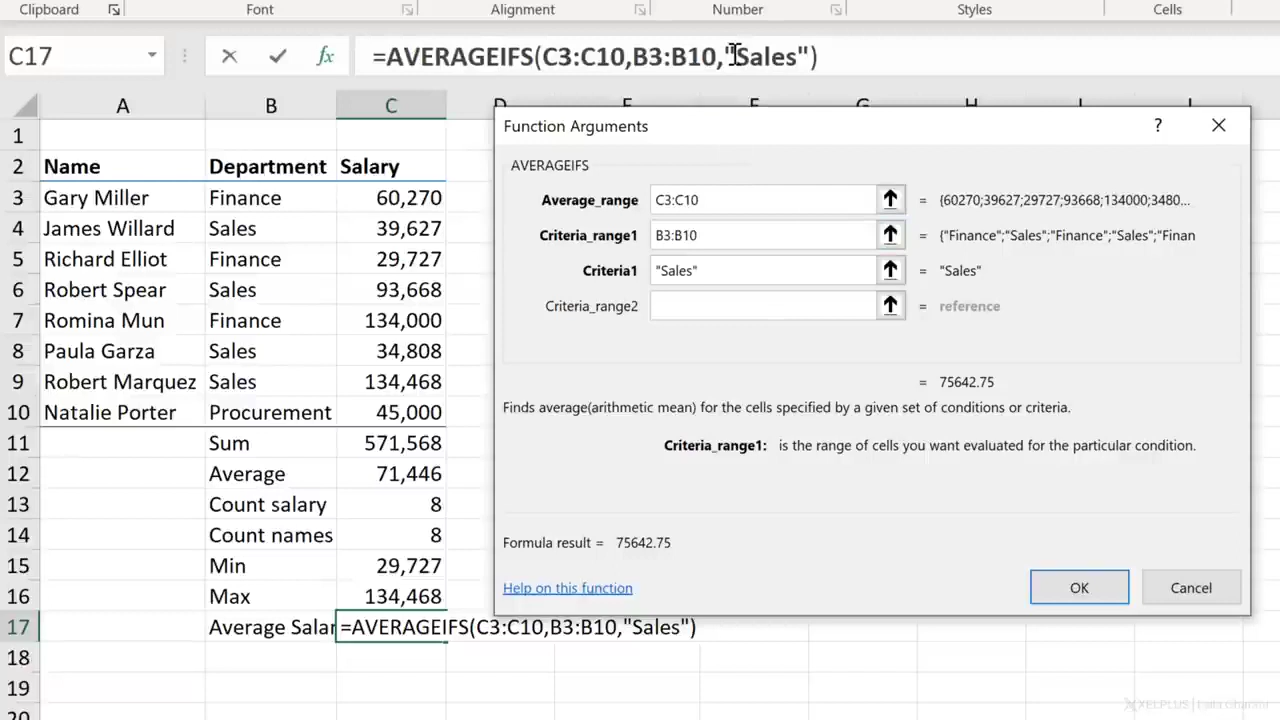 Clipboard Font Alignment Number Styles Cells
C17 fx =AVERAGEIFS(C3:C10,B3:B10,"Sales")
A B C
1
2 Name Department Salary
3 Gary Miller Finance 60,270
4 James Willard Sales 39,627
5 Richard Elliot Finance 29,727
6 Robert Spear Sales 93,668
7 Romina Mun Finance 134,000
8 Paula Garza Sales 34,808
9 Robert Marquez Sales 134,468
10 Natalie Porter Procurement 45,000
11 Sum 571,568
12 Average 71,446
13 Count salary 8
14 Count names 8
15 Min 29,727
16 Max 134,468
17 Average Salar =AVERAGEIFS(C3:C10,B3:B10,"Sales")
18
19
20
Function Arguments ?
AVERAGEIFS
Average_range C3:C10 = {60270;39627;29727;93668;134000;3480...
Criteria_range1 B3:B10 = {"Finance";"Sales";"Finance";"Sales";"Finan
Criteria1 "Sales" = "Sales"
Criteria_range2 = reference
= 75642.75
Finds average(arithmetic mean) for the cells specified by a given set of conditions or criteria.
Criteria_range1: is the range of cells you want evaluated for the particular condition.
Formula result = 75642.75
Help on this function OK Cancel
XELPLUS | Leila Gharani